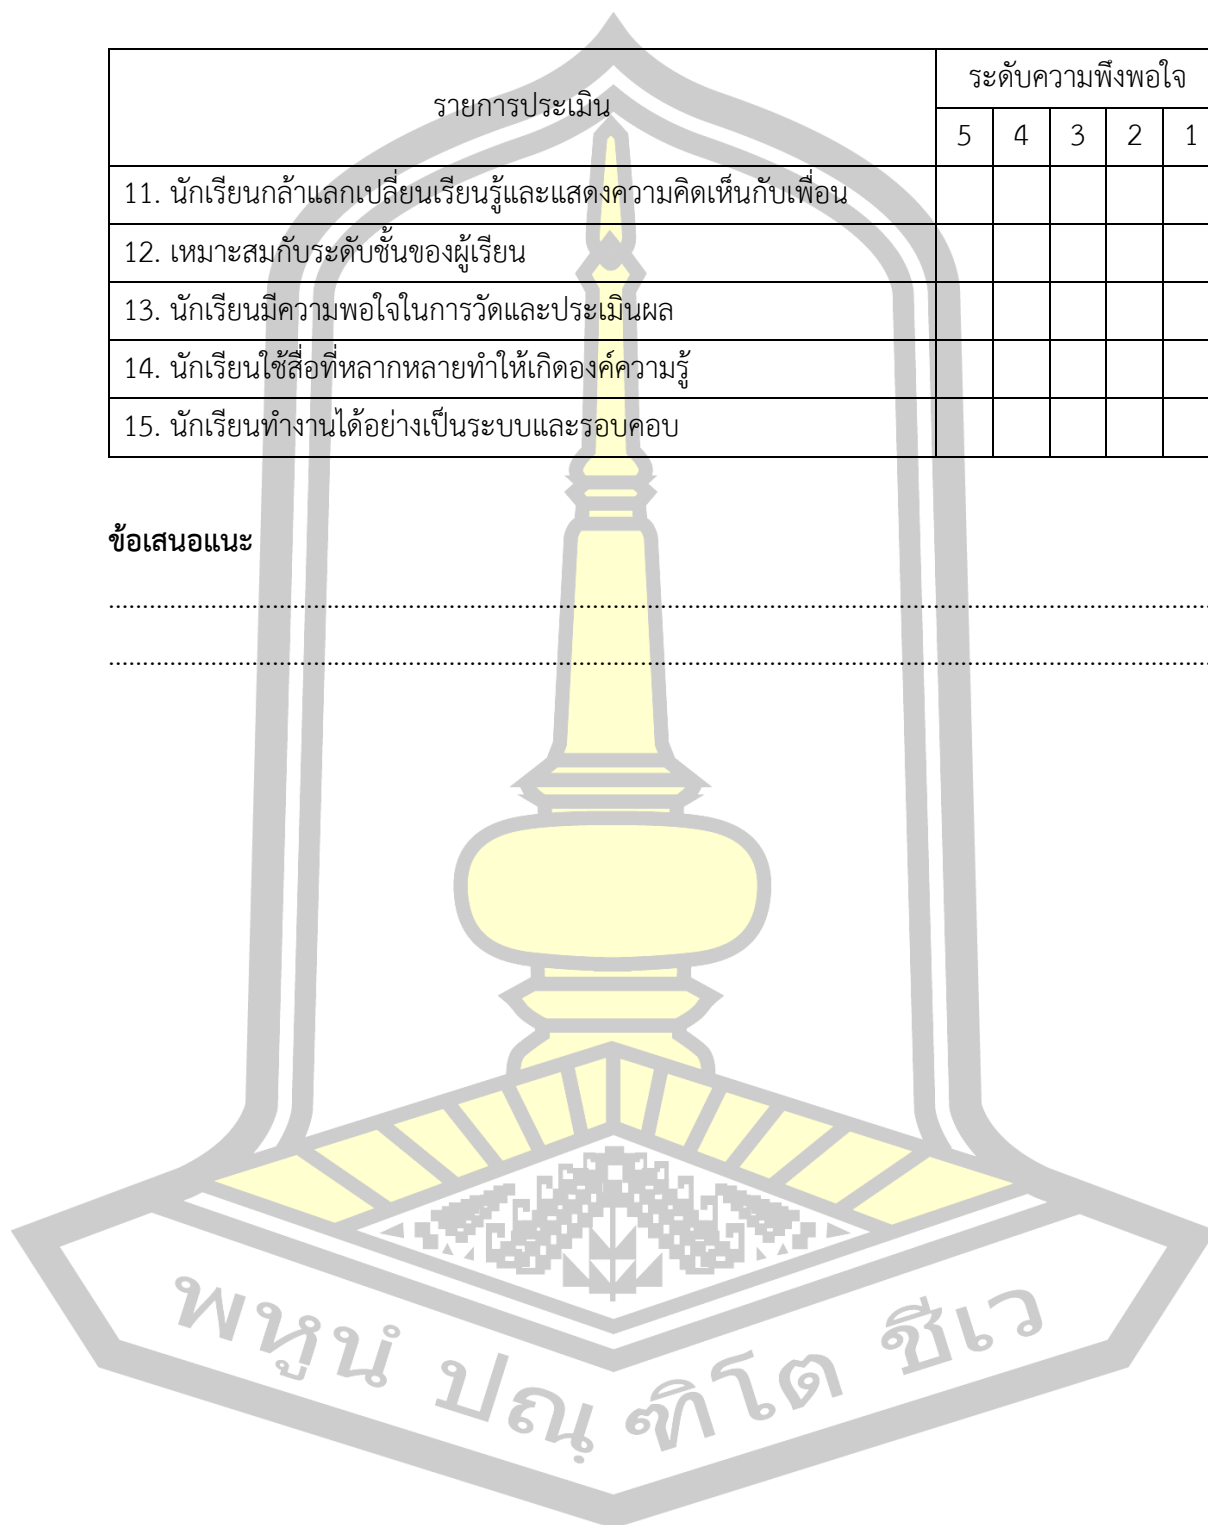 รายการประเมิน
ระดับความพึงพอใจ
5 4 3 2 1
11. นักเรียนกล้าแลกเปลี่ยนเรียนรู้และแสดงความคิดเห็นกับเพื่อน
12. เหมาะสมกับระดับชั้นของผู้เรียน
13. นักเรียนมีความพอใจในการวัดและประเมินผล
14. นักเรียนใช้สื่อที่หลากหลายทำให้เกิดองค์ความรู้
15. นักเรียนทำงานได้อย่างเป็นระบบและรอบคอบ
ข้อเสนอแนะ
พหูนํ ปณฺฑิโต ชีเว